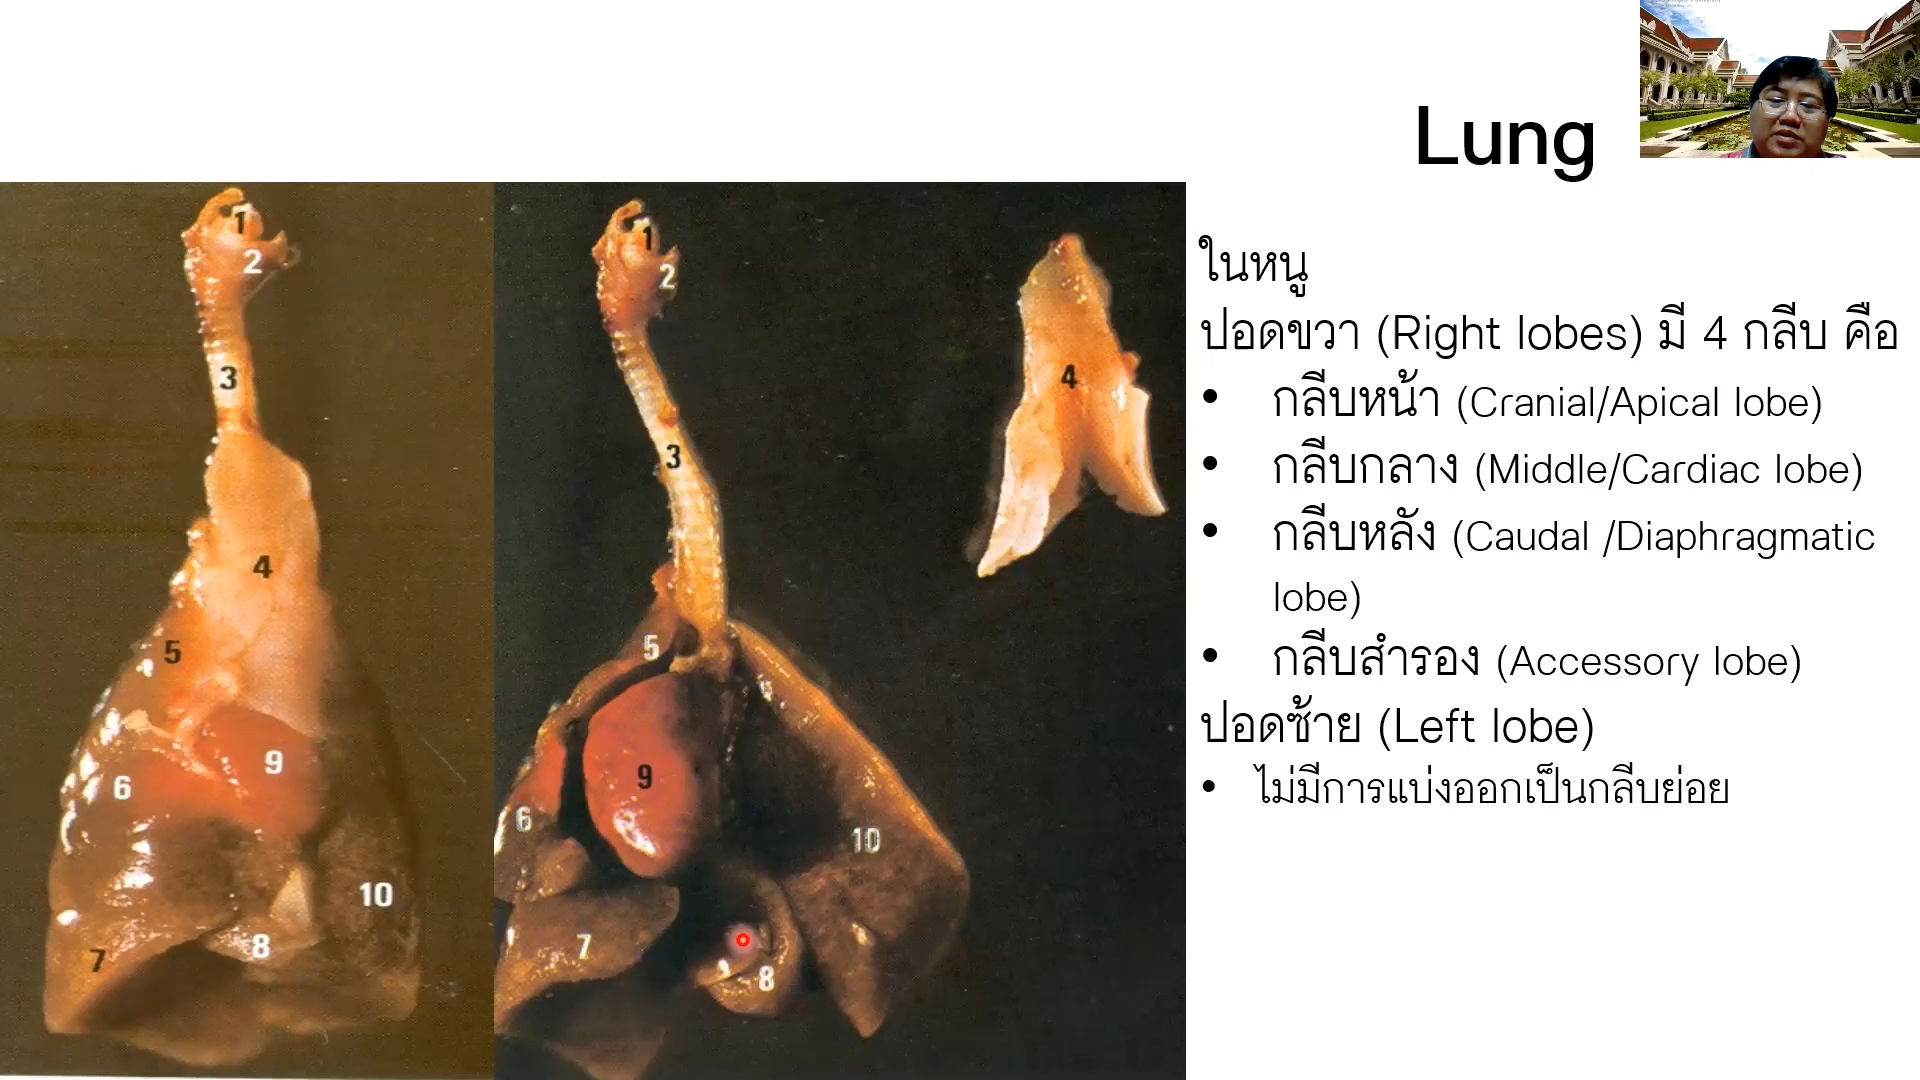 Lung
ในหนู
ปอดขวา (Right lobes) มี 4 กลีบ คือ
• กลีบหน้า (Cranial/Apical lobe)
• กลีบกลาง (Middle/Cardiac lobe)
• กลีบหลัง (Caudal /Diaphragmatic
lobe)
• กลีบสำรอง (Accessory lobe)
ปอดซ้าย (Left lobe)
• ไม่มีการแบ่งออกเป็นกลีบย่อย
1
2
3
4
5
6
9
10
8
7
1
2
3
5
9
6
10
7
8
4